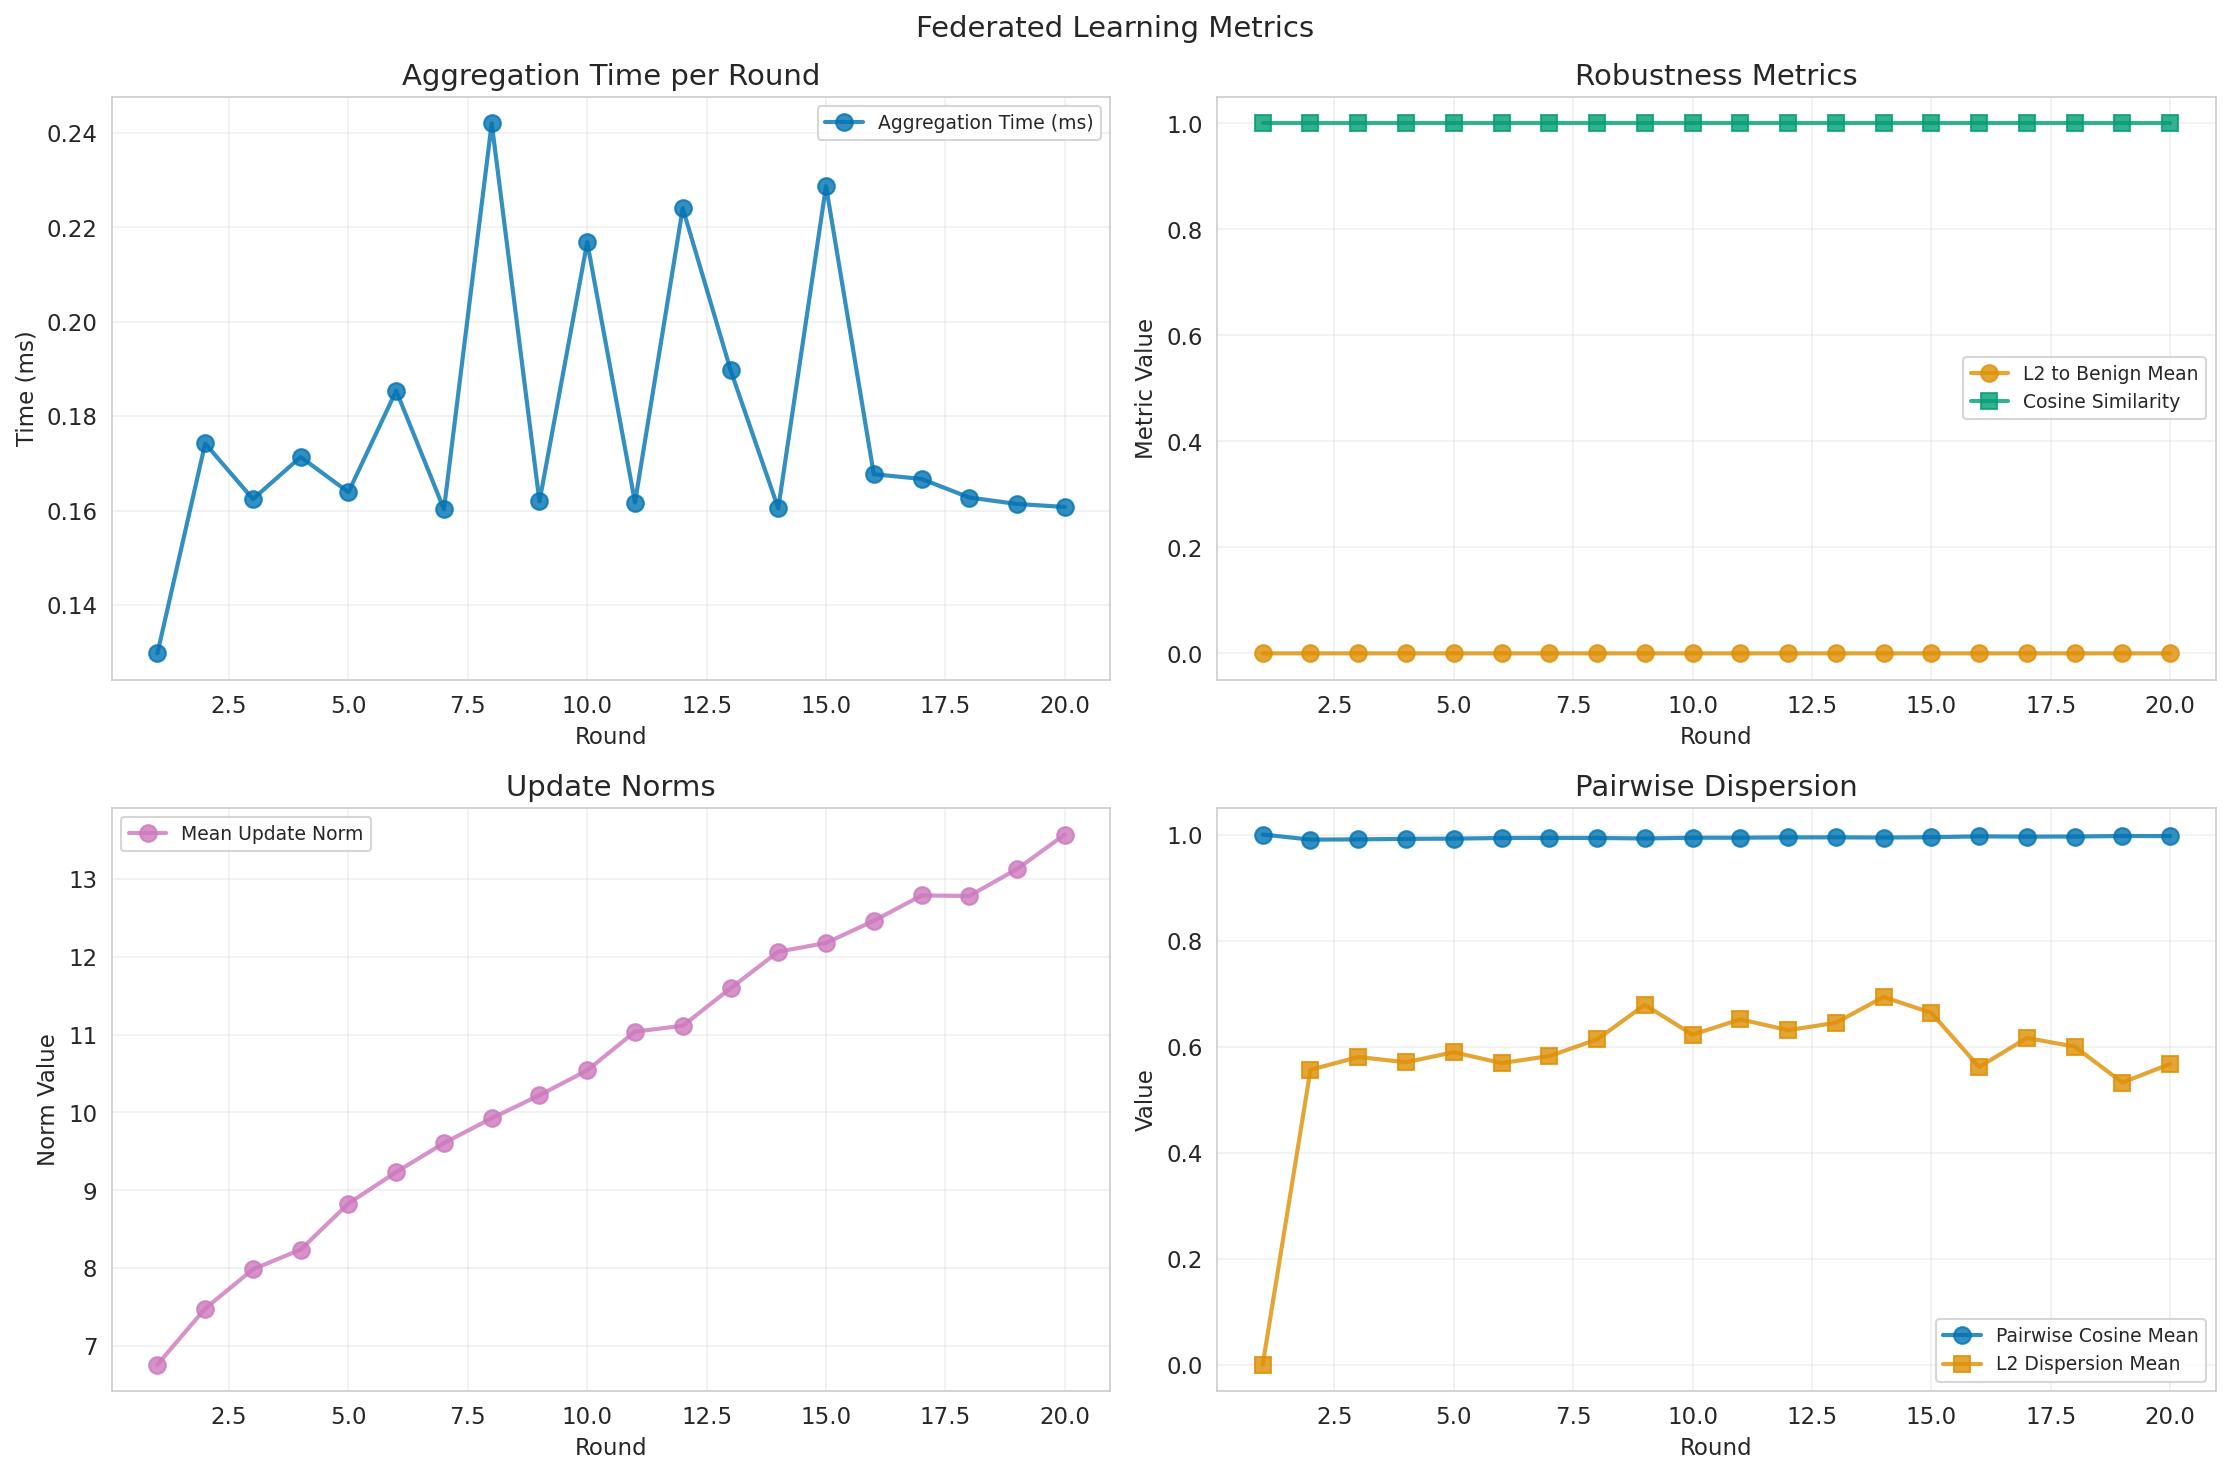 Federated Learning Metrics
Aggregation Time per Round
Aggregation Time (ms)
Time (ms)
0.24
0.22
0.20
0.18
0.16
0.14
2.5 5.0 7.5 10.0 12.5 15.0 17.5 20.0
Round
Robustness Metrics
L2 to Benign Mean
Cosine Similarity
Metric Value
1.0
0.8
0.6
0.4
0.2
0.0
2.5 5.0 7.5 10.0 12.5 15.0 17.5 20.0
Round
Update Norms
Mean Update Norm
Norm Value
13
12
11
10
9
8
7
2.5 5.0 7.5 10.0 12.5 15.0 17.5 20.0
Round
Pairwise Dispersion
Value
1.0
0.8
0.6
0.4
0.2
0.0
Pairwise Cosine Mean
L2 Dispersion Mean
2.5 5.0 7.5 10.0 12.5 15.0 17.5 20.0
Round